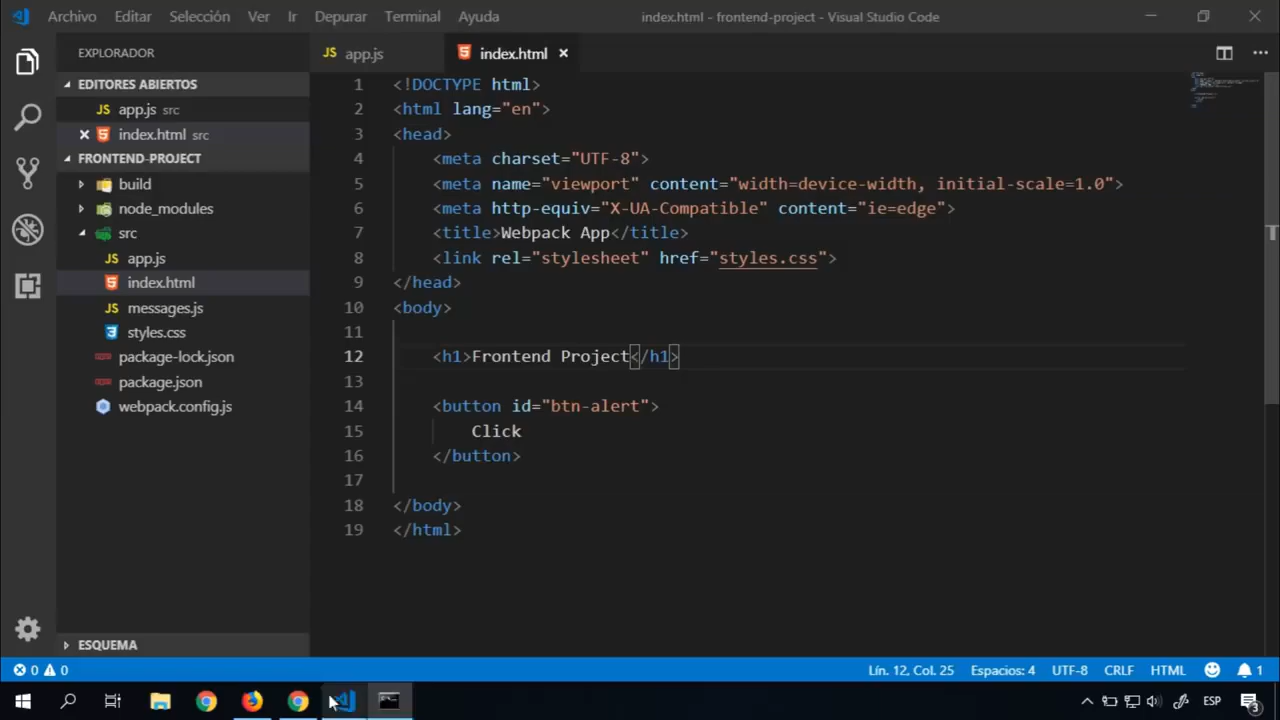 Archivo Editar Selección Ver Ir Depurar Terminal Ayuda index.html - frontend-project - Visual Studio Code
EXPLORADOR
JS app.js
index.html
EDITORES ABIERTOS
JS app.js src
index.html src
FRONTEND-PROJECT
build
node_modules
src
JS app.js
index.html
JS messages.js
styles.css
package-lock.json
package.json
webpack.config.js
ESQUEMA
1 <!DOCTYPE html>
2 <html lang="en">
3 <head>
4 <meta charset="UTF-8">
5 <meta name="viewport" content="width=device-width, initial-scale=1.0">
6 <meta http-equiv="X-UA-Compatible" content="ie=edge">
7 <title>Webpack App</title>
8 <link rel="stylesheet" href="styles.css">
9 </head>
10 <body>
11
12 <h1>Frontend Project</h1>
13
14 <button id="btn-alert">
15 Click
16 </button>
17
18 </body>
19 </html>
0 0 Lín. 12, Col. 25 Espacios: 4 UTF-8 CRLF HTML 1
ESP 3